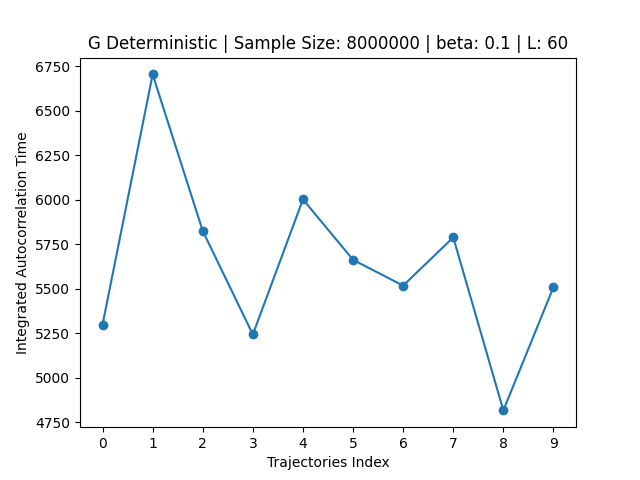 G Deterministic | Sample Size: 8000000 | beta: 0.1 | L: 60
6750
6500
6250
6000
5750
5500
5250
5000
4750
Integrated Autocorrelation Time
0 1 2 3 4 5 6 7 8 9
Trajectories Index